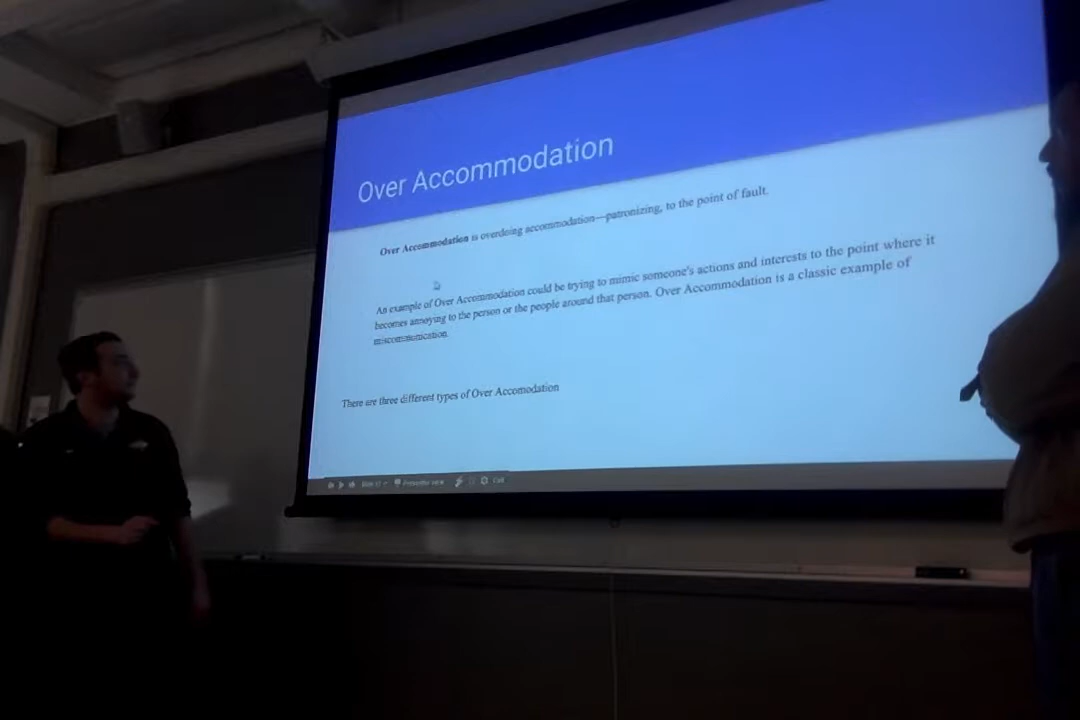 Over Accommodation
Over Accommodation is overdoing accommodation—patronizing, to the point of fault.
An example of Over Accommodation could be trying to mimic someone's actions and interests to the point where it
becomes annoying to the person or the people around that person. Over Accommodation is a classic example of
miscommunication.
There are three different types of Over Accomodation
Presenter view